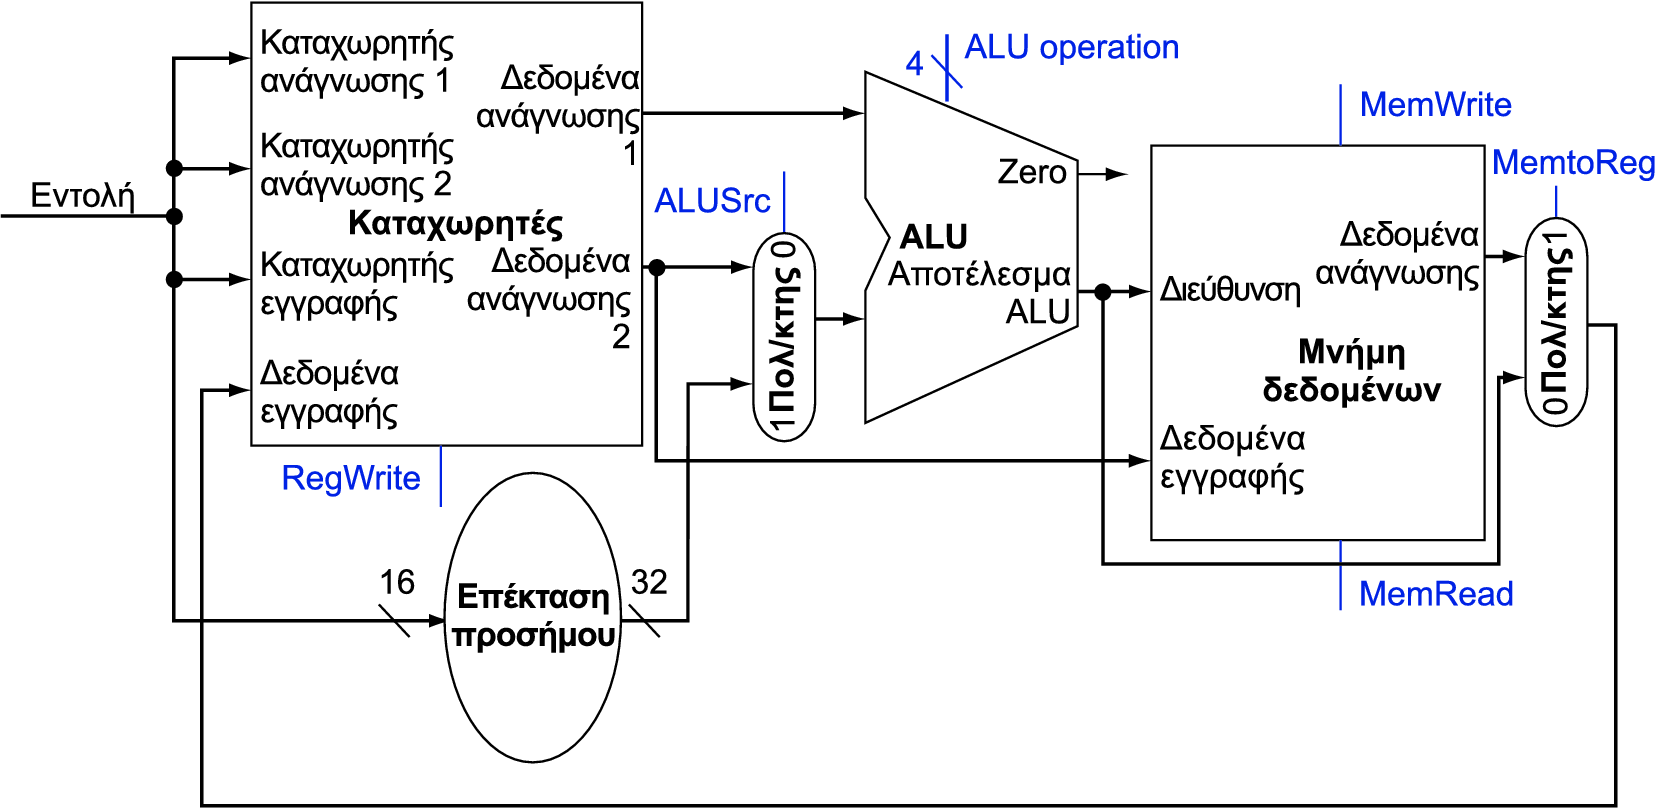 Εντολή
Καταχωρητής
ανάγνωσης 1
Καταχωρητής
ανάγνωσης 2
Καταχωρητές
Καταχωρητής
εγγραφής
Δεδομένα
εγγραφής
Δεδομένα
ανάγνωσης
1
Δεδομένα
ανάγνωσης
2
RegWrite
16
Επέκταση
προσήμου
32
ALUSrc
0
Πολ/κτης
1
4
ALU operation
Zero
ALU
Αποτέλεσμα
ALU
MemWrite
Διεύθυνση
Δεδομένα
ανάγνωσης
Μνήμη
δεδομένων
Δεδομένα
εγγραφής
MemRead
MemtoReg
1
Πολ/κτης
0